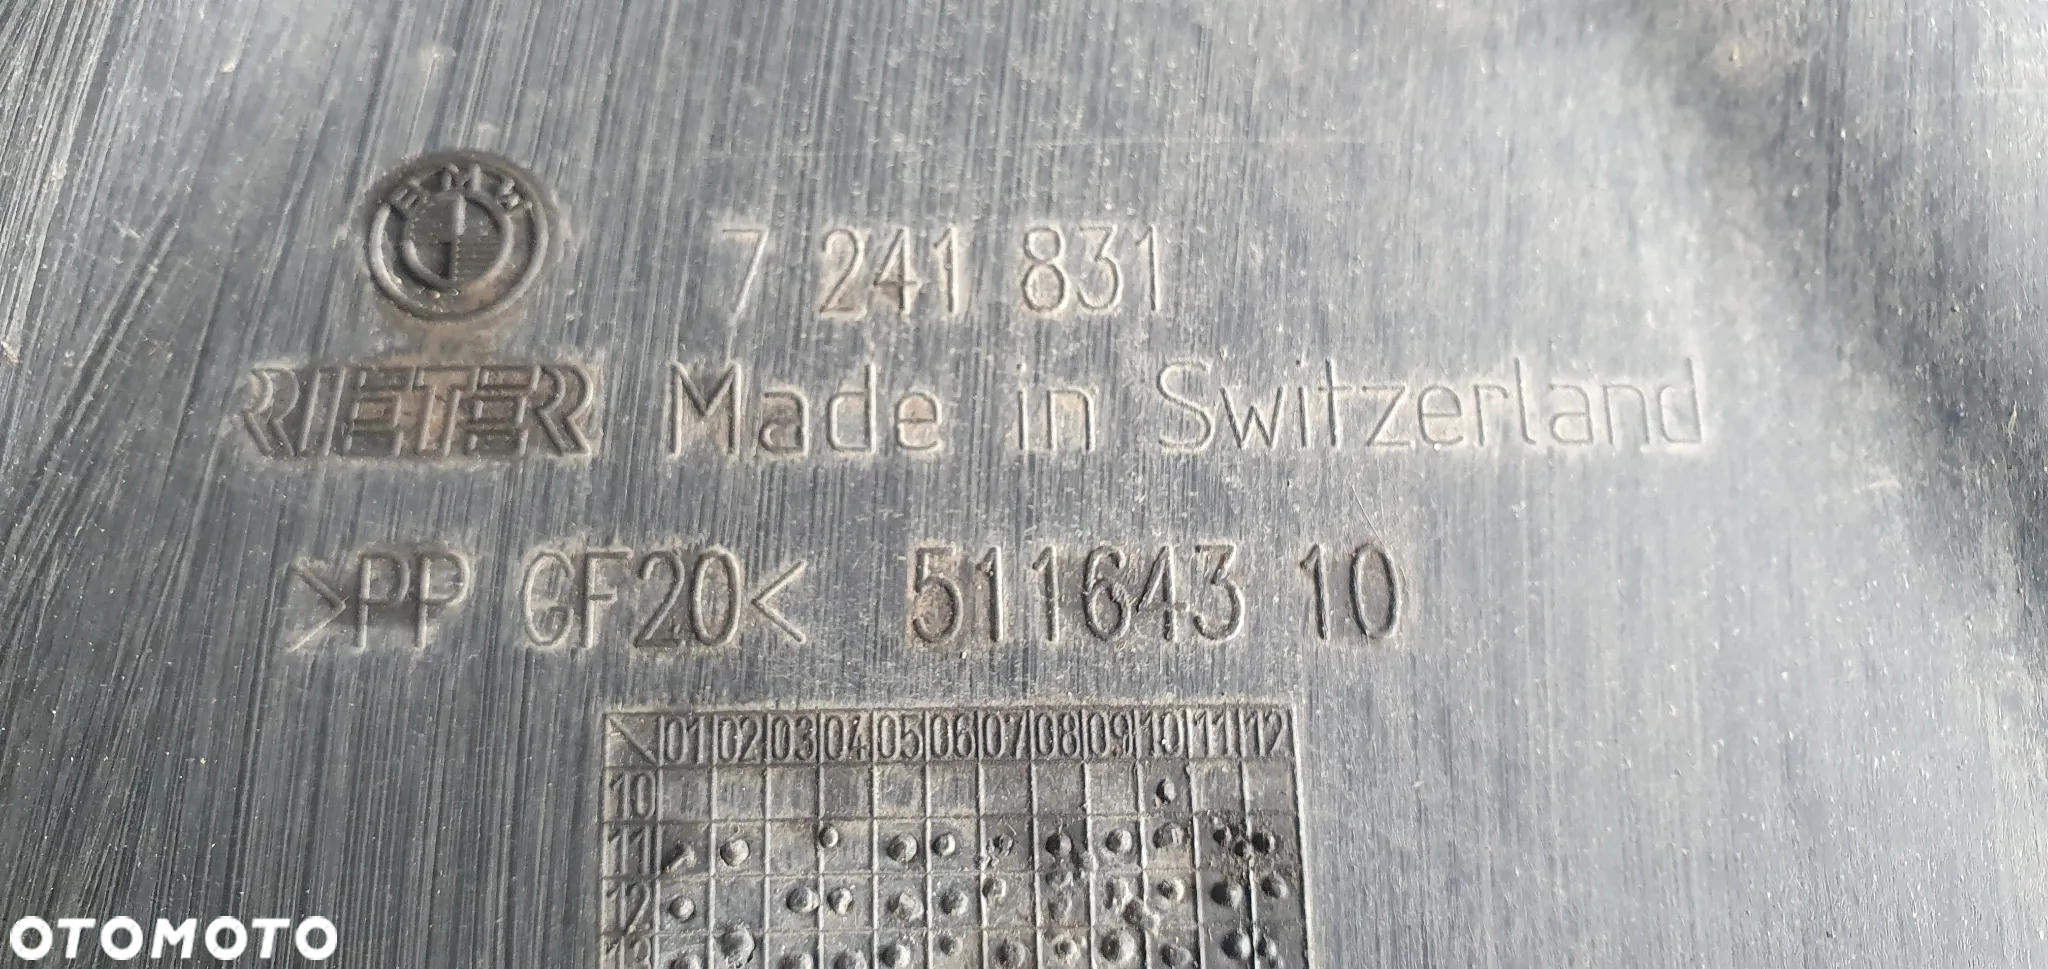 BMW
7 241 831
RIETER Made in Switzerland
>PP GF20< 511643 10
01 02 03 04 05 06 07 08 09 10 11 12
10
11
12
13
OTOMOTO